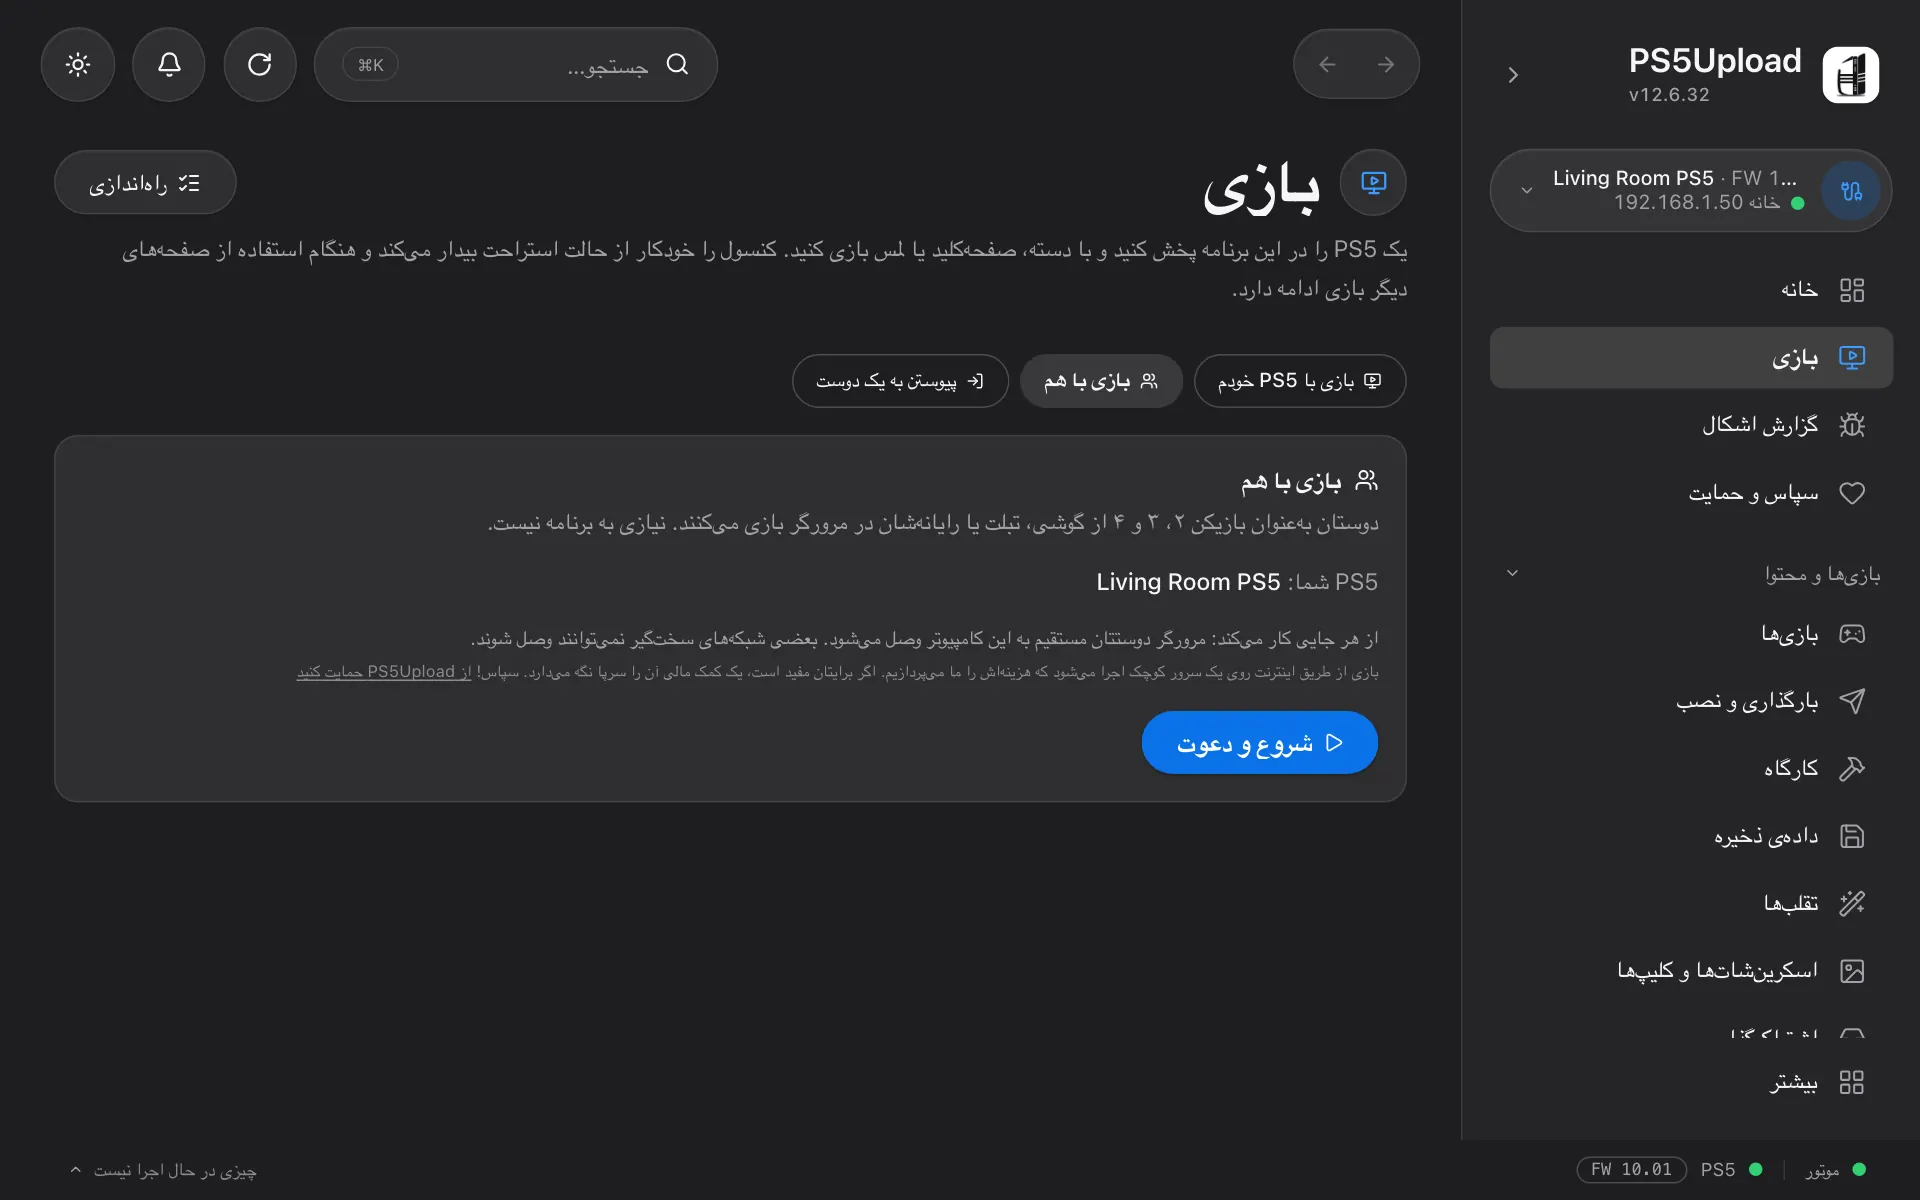 PS5Upload
v12.6.32
Living Room PS5 · FW 1...
خانه 192.168.1.50
خانه
بازی
گزارش اشکال
سپاس و حمایت
بازی‌ها و محتوا
بازی‌ها
بارگذاری و نصب
کارگاه
داده‌ی ذخیره
تقلب‌ها
اسکرین‌شات‌ها و کلیپ‌ها
بیشتر
جستجو...
⌘K
بازی
راه‌اندازی
یک PS5 را در این برنامه پخش کنید و با دسته، صفحه‌کلید یا لمس بازی کنید. کنسول را خودکار از حالت استراحت بیدار می‌کند و هنگام استفاده از صفحه‌های
دیگر بازی ادامه دارد.
بازی با PS5 خودم
بازی با هم
پیوستن به یک دوست
بازی با هم
دوستان به‌عنوان بازیکن ۲، ۳ و ۴ از گوشی، تبلت یا رایانه‌شان در مرورگر بازی می‌کنند. نیازی به برنامه نیست.
PS5 شما: Living Room PS5
از هر جایی کار می‌کند: مرورگر دوستتان مستقیم به این کامپیوتر وصل می‌شود. بعضی شبکه‌های سخت‌گیر نمی‌توانند وصل شوند.
بازی از طریق اینترنت روی یک سرور کوچک اجرا می‌شود که هزینه‌اش را ما می‌پردازیم. اگر برایتان مفید است، یک کمک مالی آن را سرپا نگه می‌دارد. سپاس! از PS5Upload حمایت کنید
شروع و دعوت
موتور
PS5
FW 10.01
چیزی در حال اجرا نیست